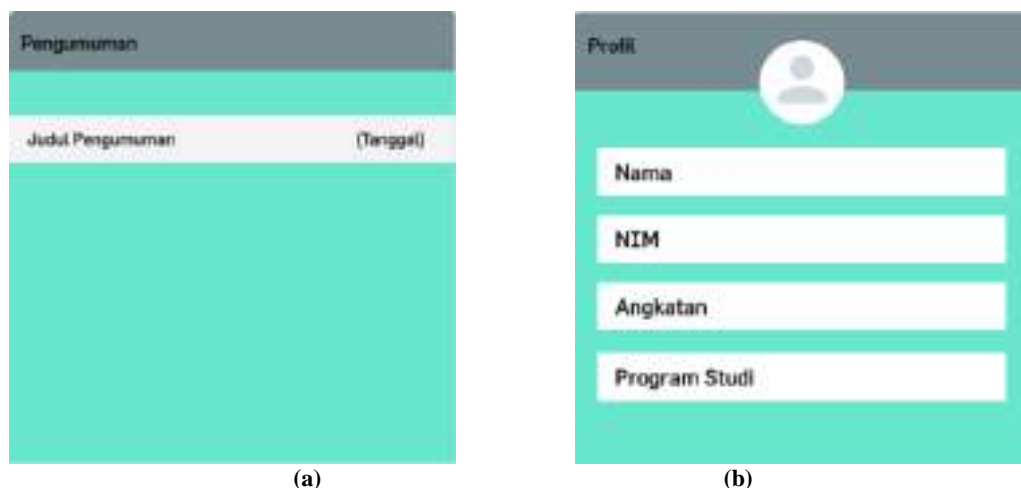 Pengumuman
Judul Pengumuman (Tanggal)
(a)
Profil
Nama
NIM
Angkatan
Program Studi
(b)